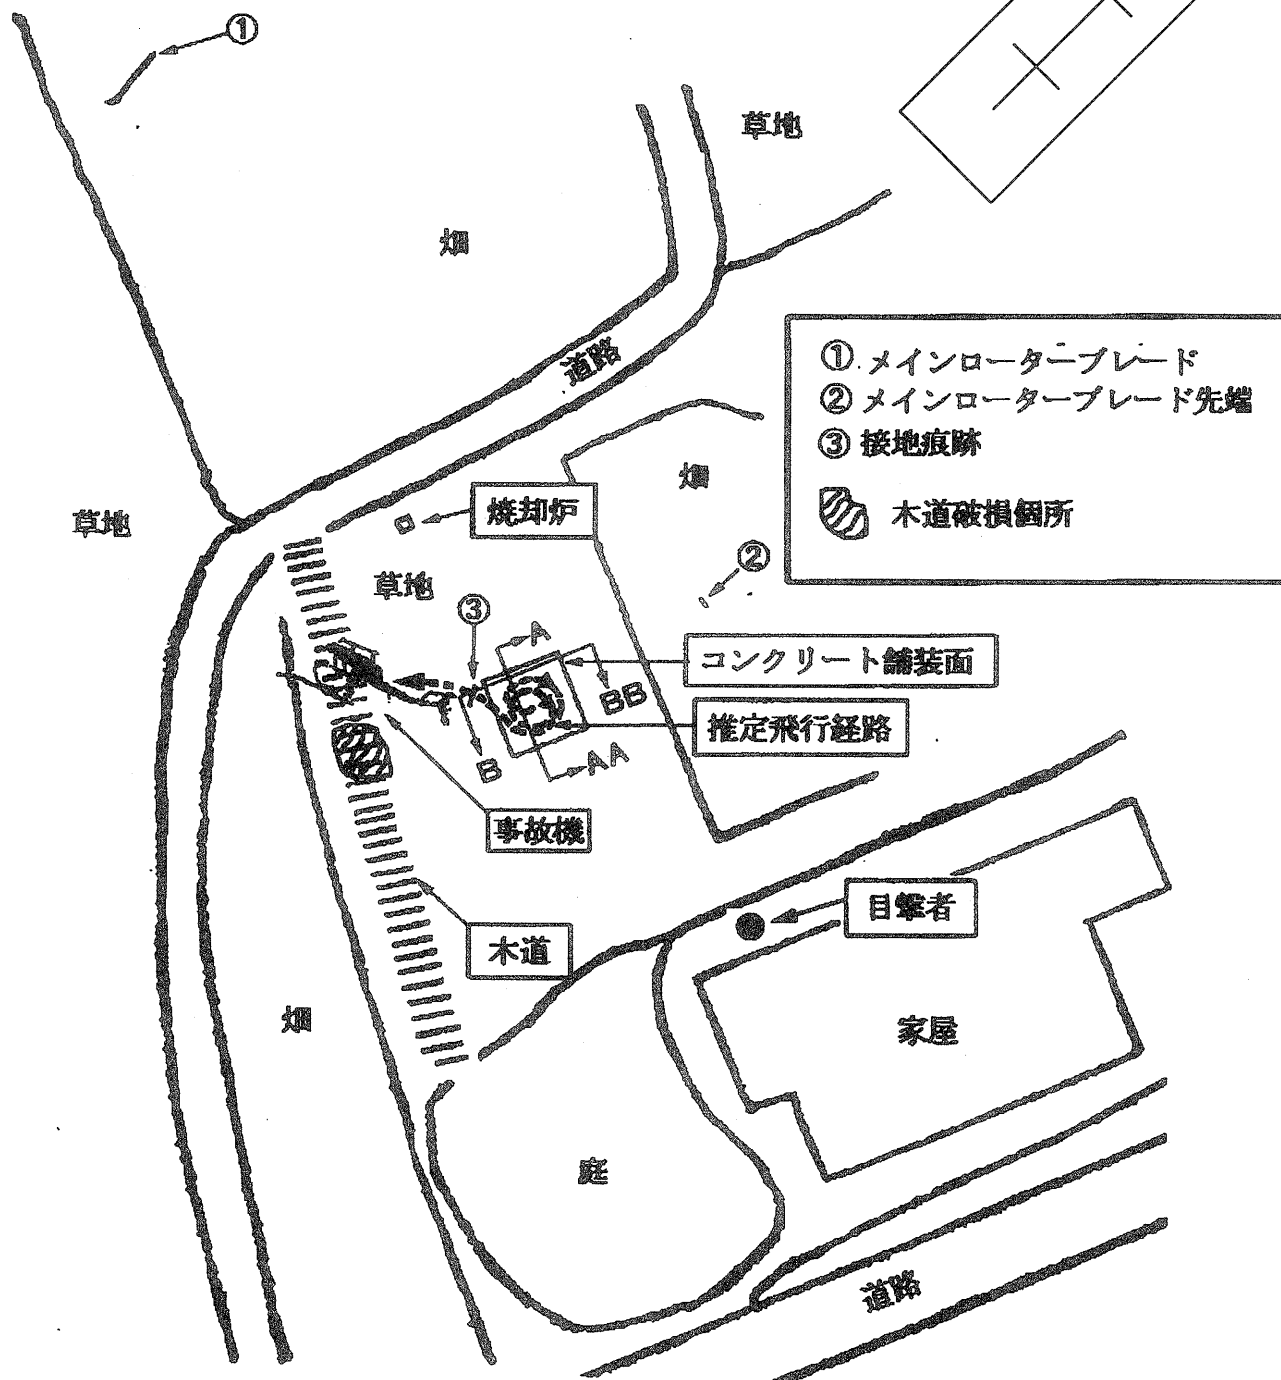 ①
草地
畑
道路
① メインローターブレード
② メインローターブレード先端
③ 接地痕跡
木道破損個所
畑
草地
焼却炉
②
草地
③
A
コンクリート舗装面
BB
推定飛行経路
AA
B
事故機
木道
目撃者
畑
家屋
庭
道路